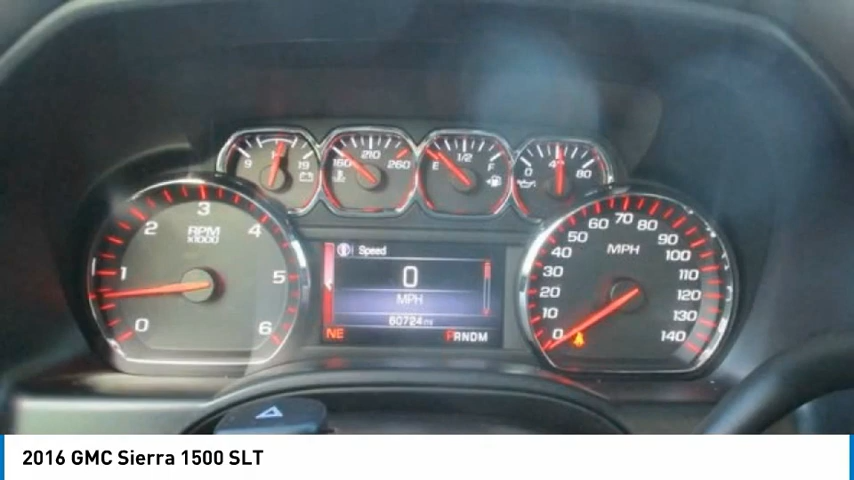 9 19
160 210 260
E 1/2 F
0 40 80
RPM
x1000
0 1 2 3 4 5 6
Speed
0
MPH
60724 mi
NE PRNDM
MPH
0 10 20 30 40 50 60 70 80 90 100 110 120 130 140
2016 GMC Sierra 1500 SLT